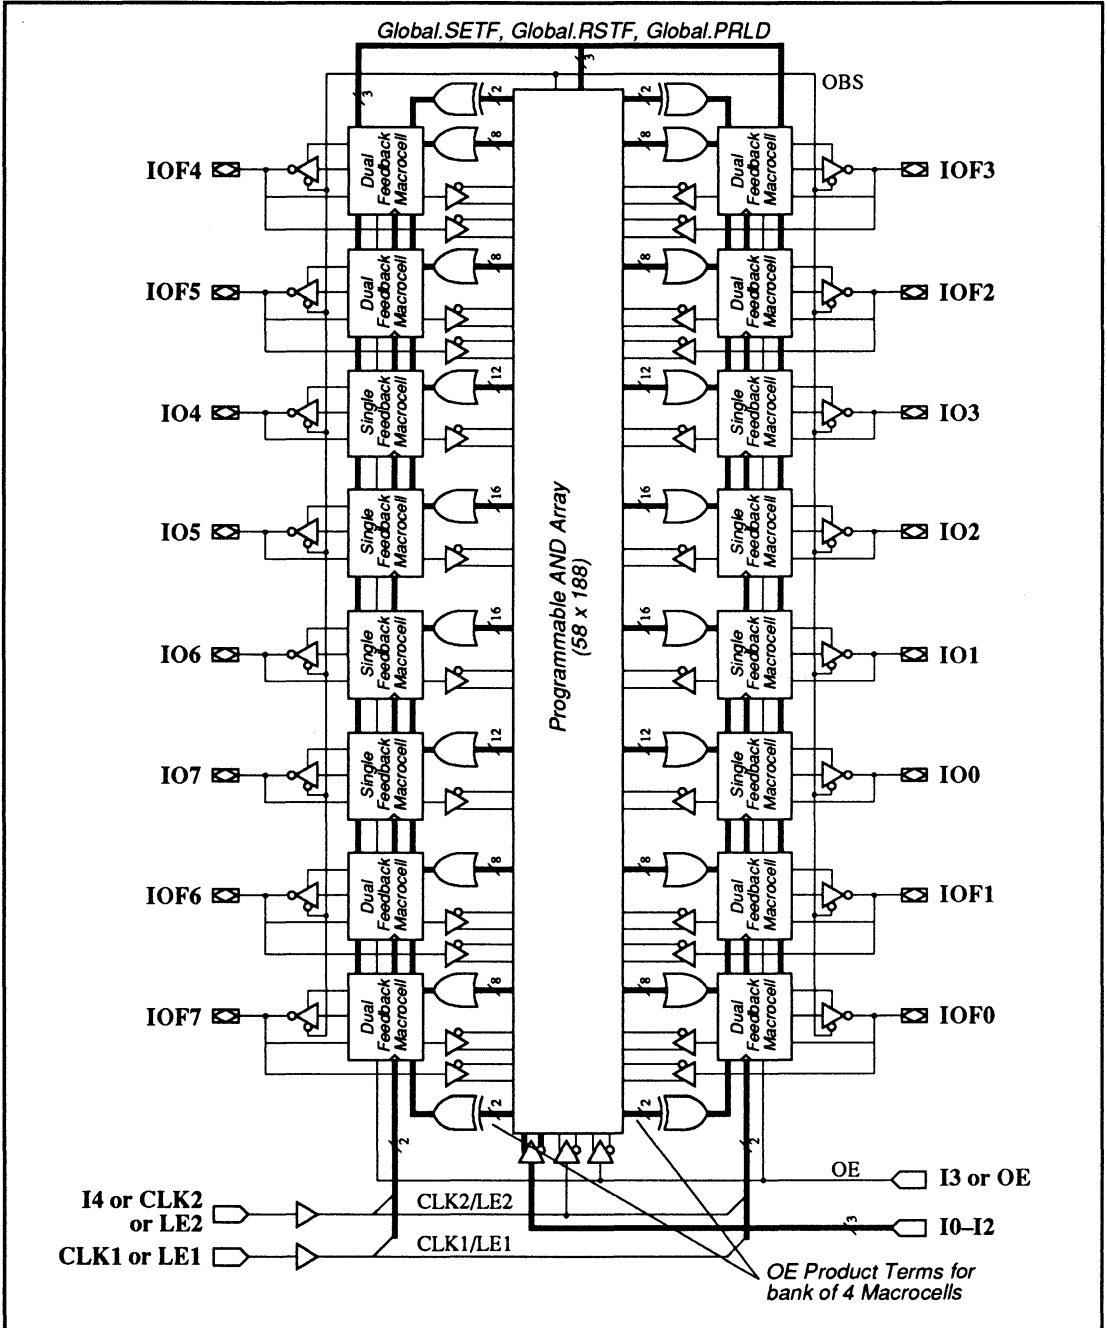 Global.SETF, Global.RSTF, Global.PRLD
3
3
OBS
2
2
Dual Feedback Macrocell
8
8
Dual Feedback Macrocell
IOF4
IOF3
Dual Feedback Macrocell
8
8
Dual Feedback Macrocell
IOF5
IOF2
Single Feedback Macrocell
12
12
Single Feedback Macrocell
IO4
IO3
Single Feedback Macrocell
16
16
Single Feedback Macrocell
IO5
IO2
Programmable AND Array
(58 x 188)
Single Feedback Macrocell
16
16
Single Feedback Macrocell
IO6
IO1
Single Feedback Macrocell
12
12
Single Feedback Macrocell
IO7
IO0
Dual Feedback Macrocell
8
8
Dual Feedback Macrocell
IOF6
IOF1
Dual Feedback Macrocell
8
8
Dual Feedback Macrocell
IOF7
IOF0
2
2
2
2
OE
I3 or OE
I4 or CLK2
or LE2
CLK2/LE2
3
I0–I2
CLK1 or LE1
CLK1/LE1
OE Product Terms for
bank of 4 Macrocells